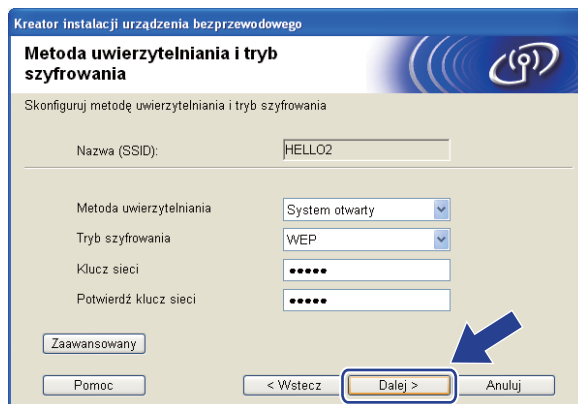 Kreator instalacji urządzenia bezprzewodowego
Metoda uwierzytelniania i tryb
szyfrowania
Skonfiguruj metodę uwierzytelniania i tryb szyfrowania
Nazwa (SSID): HELLO2
Metoda uwierzytelniania System otwarty
Tryb szyfrowania WEP
Klucz sieci •••••
Potwierdź klucz sieci •••••
Zaawansowany
Pomoc < Wstecz Dalej > Anuluj